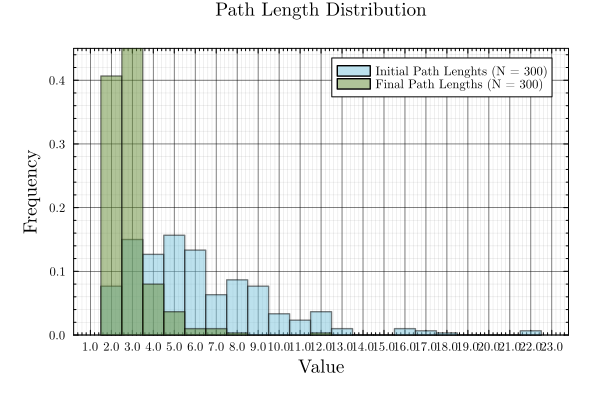 Path Length Distribution
Initial Path Lenghts (N = 300)
Final Path Lengths (N = 300)
0.4
0.3
0.2
0.1
0.0
Frequency
1.0 2.0 3.0 4.0 5.0 6.0 7.0 8.0 9.0 10.0 11.0 12.0 13.0 14.0 15.0 16.0 17.0 18.0 19.0 20.0 21.0 22.0 23.0
Value